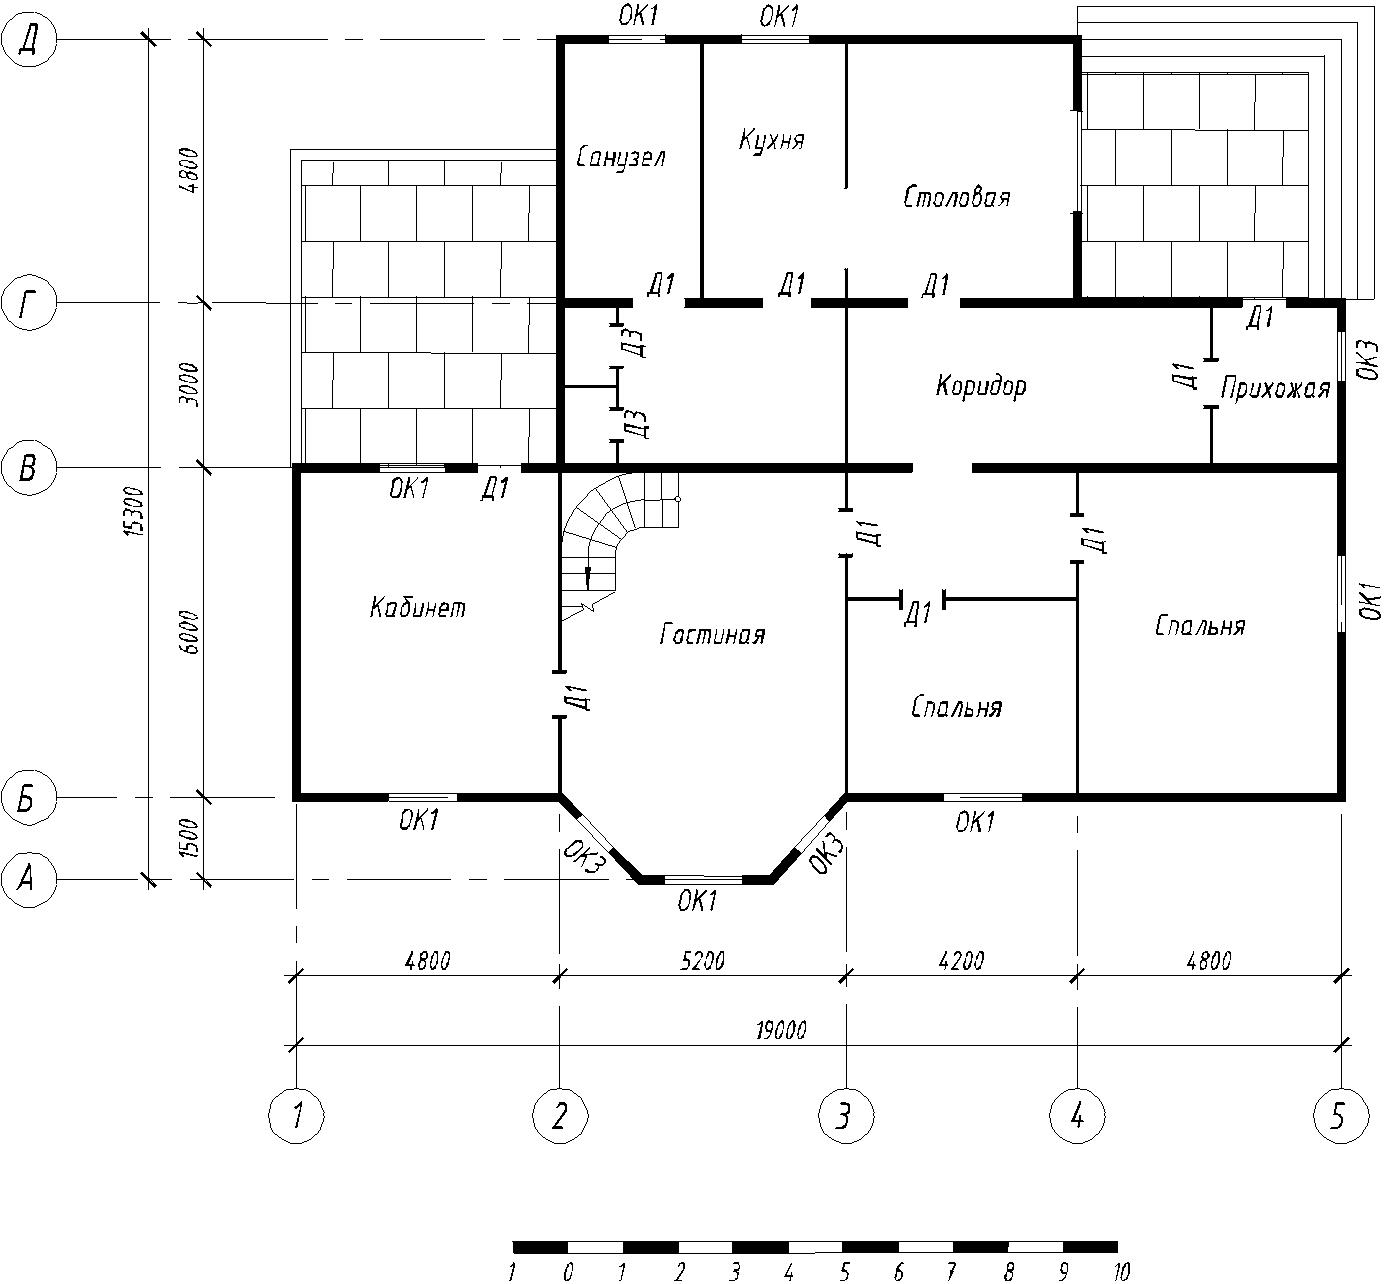 ОК1 ОК1
Д
4800
Санузел
Кухня
Столовая
Г
Д1 Д1 Д1
Д1
Д3
ОК3
3000
Д1
Коридор
Прихожая
Д3
В
ОК1
Д1
15300
Д1
Д1
6000
Кабинет
Д1
ОК1
Гостиная
Спальня
Д1
Спальня
Б
ОК1
ОК1
1500
ОК3
ОК3
А
ОК1
4800 5200 4200 4800
19000
1 2 3 4 5
1 0 1 2 3 4 5 6 7 8 9 10